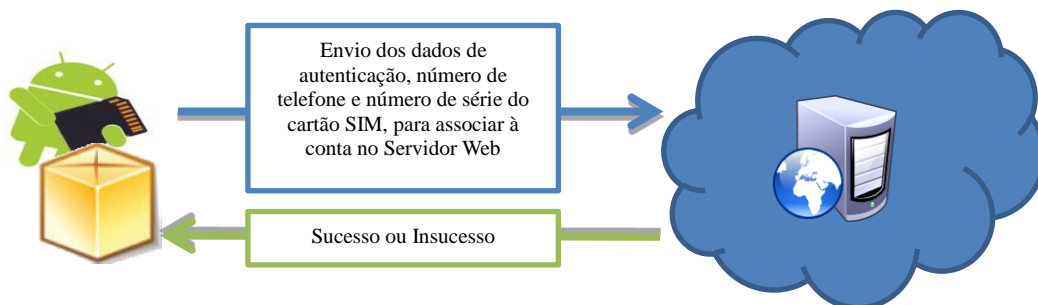 Envio dos dados de
autenticação, número de
telefone e número de série do
cartão SIM, para associar à
conta no Servidor Web
Sucesso ou Insucesso